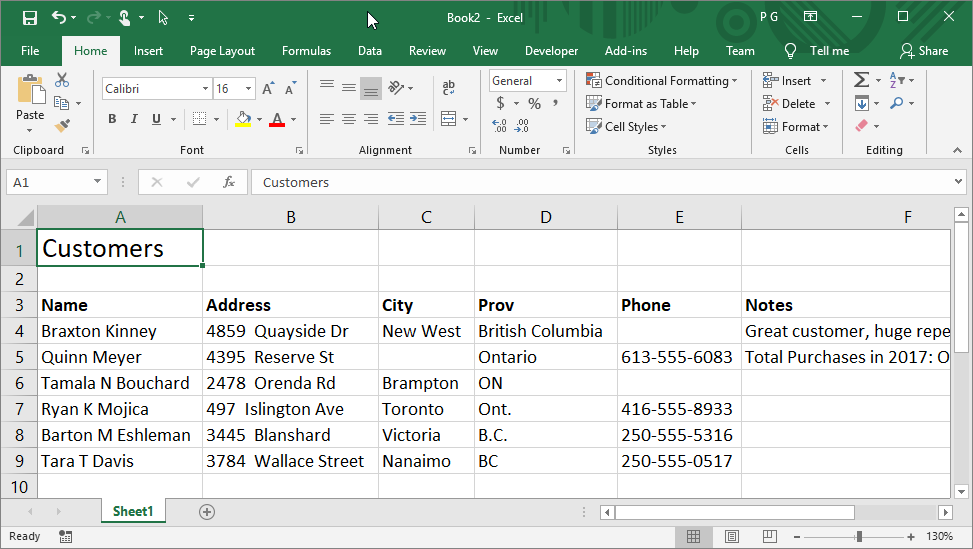 Book2 - Excel P G
File Home Insert Page Layout Formulas Data Review View Developer Add-ins Help Team Tell me Share
Paste Calibri 16 A A ab General Conditional Formatting Insert Σ A Z
B I U A $ % , Format as Table Delete
←.0 .00 .00 →.0 Cell Styles Format
Clipboard Font Alignment Number Styles Cells Editing
A1 fx Customers
A B C D E F
1 Customers
2
3 Name Address City Prov Phone Notes
4 Braxton Kinney 4859 Quayside Dr New West British Columbia Great customer, huge repe
5 Quinn Meyer 4395 Reserve St Ontario 613-555-6083 Total Purchases in 2017: O
6 Tamala N Bouchard 2478 Orenda Rd Brampton ON
7 Ryan K Mojica 497 Islington Ave Toronto Ont. 416-555-8933
8 Barton M Eshleman 3445 Blanshard Victoria B.C. 250-555-5316
9 Tara T Davis 3784 Wallace Street Nanaimo BC 250-555-0517
10
Sheet1
Ready 130%